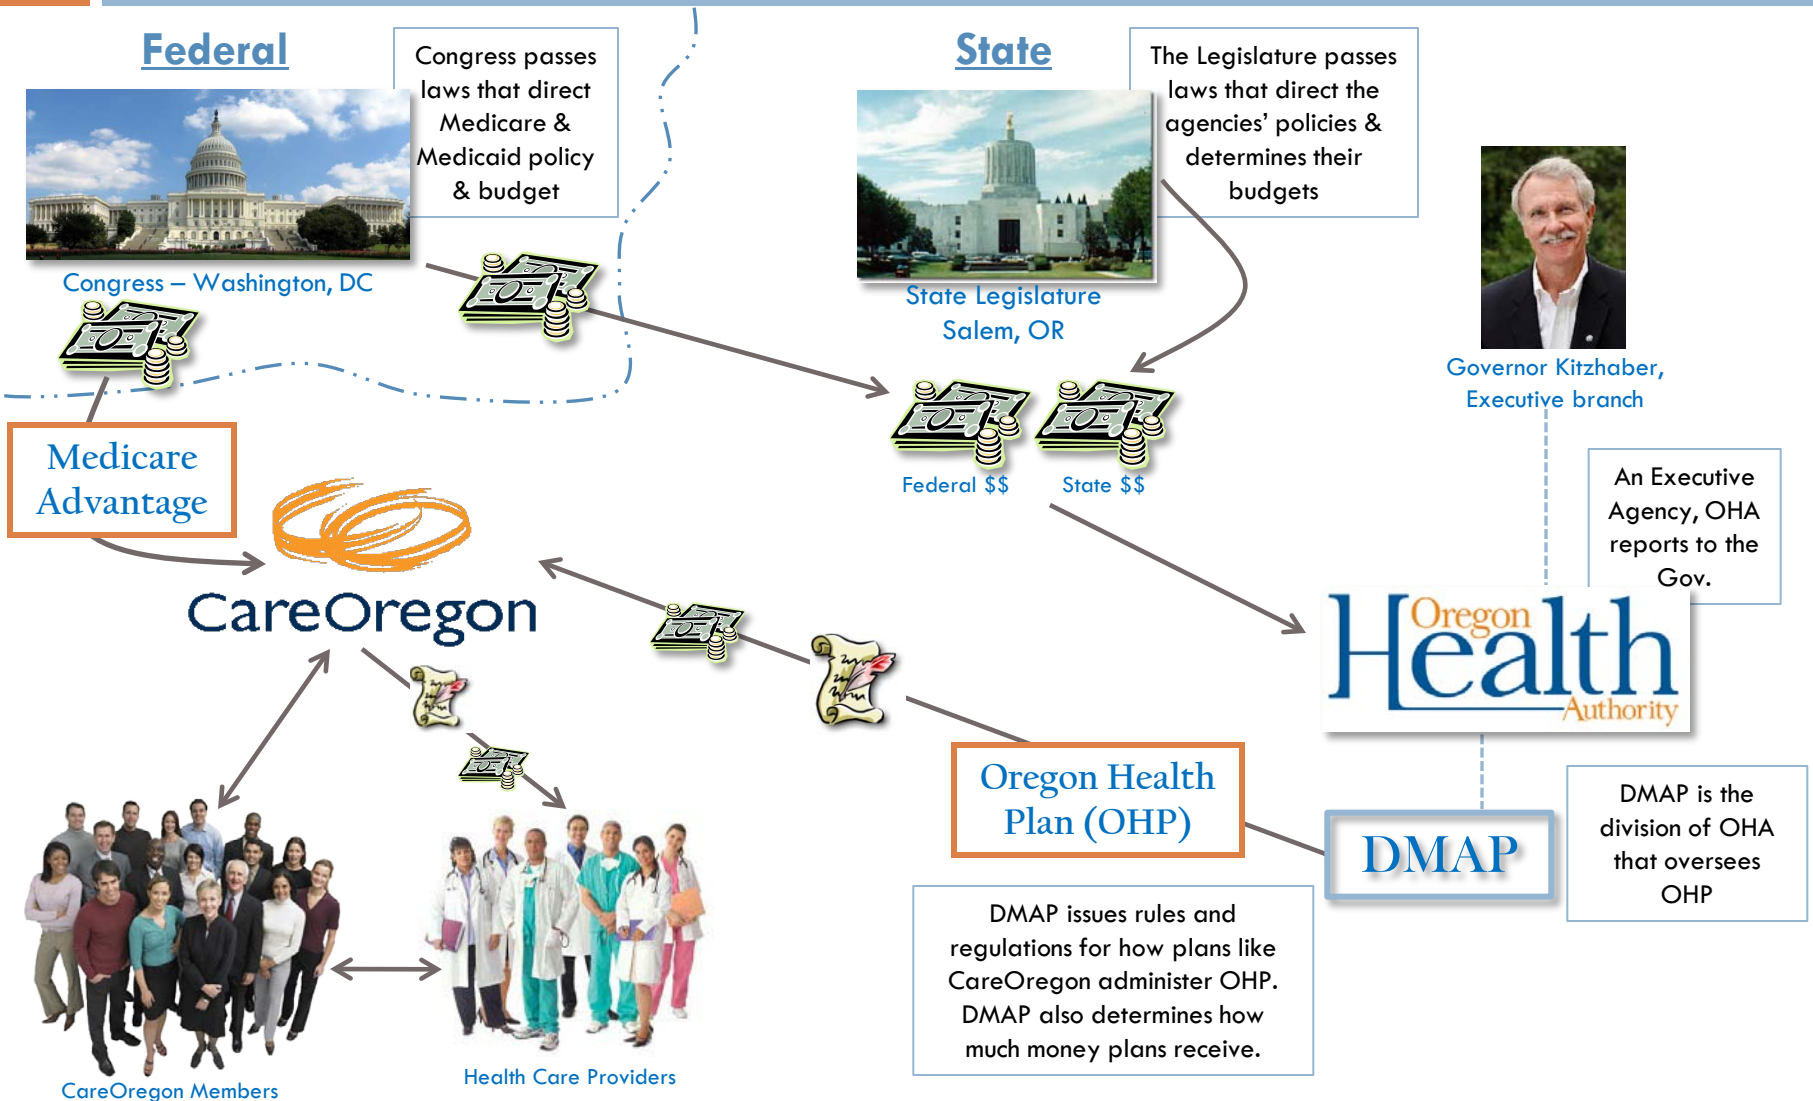 Federal
Congress passes
laws that direct
Medicare &
Medicaid policy
& budget
Congress – Washington, DC
State
The Legislature passes
laws that direct the
agencies’ policies &
determines their
budgets
State Legislature
Salem, OR
Governor Kitzhaber,
Executive branch
Federal $$
State $$
Medicare
Advantage
CareOregon
An Executive
Agency, OHA
reports to the
Gov.
Oregon
Health
Authority
Oregon Health
Plan (OHP)
DMAP
DMAP is the
division of OHA
that oversees
OHP
DMAP issues rules and
regulations for how plans like
CareOregon administer OHP.
DMAP also determines how
much money plans receive.
CareOregon Members
Health Care Providers